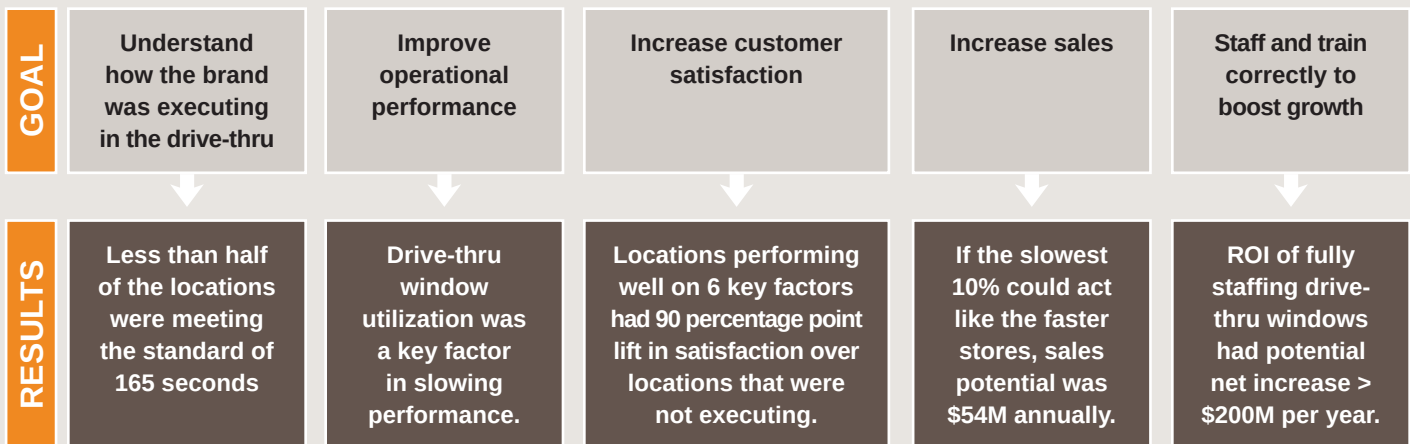 GOAL
Understand
how the brand
was executing
in the drive-thru
Improve
operational
performance
Increase customer
satisfaction
Increase sales
Staff and train
correctly to
boost growth
RESULTS
Less than half
of the locations
were meeting
the standard of
165 seconds
Drive-thru
window
utilization was
a key factor
in slowing
performance.
Locations performing
well on 6 key factors
had 90 percentage point
lift in satisfaction over
locations that were
not executing.
If the slowest
10% could act
like the faster
stores, sales
potential was
$54M annually.
ROI of fully
staffing drive-
thru windows
had potential
net increase >
$200M per year.